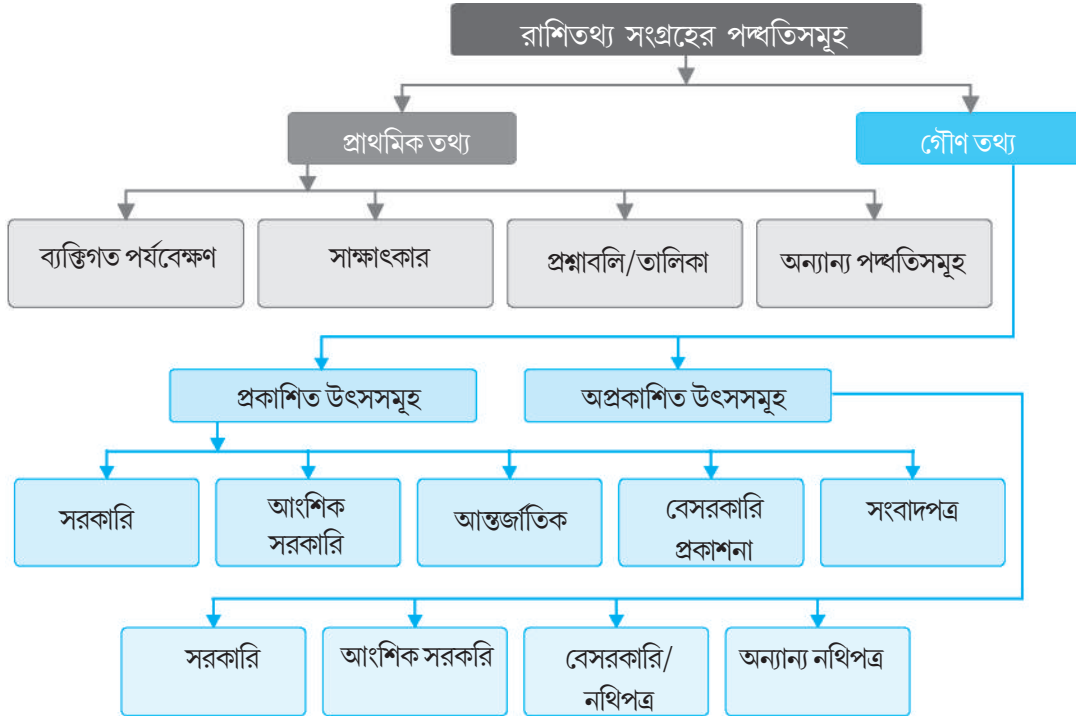 রাশিতথ্য সংগ্রহের পদ্ধতিসমূহ
প্রাথমিক তথ্য
গৌণ তথ্য
ব্যক্তিগত পর্যবেক্ষণ
সাক্ষাৎকার
প্রশ্নাবলি/তালিকা
অন্যান্য পদ্ধতিসমূহ
প্রকাশিত উৎসসমূহ
অপ্রকাশিত উৎসসমূহ
সরকারি
আংশিক
সরকারি
আন্তর্জাতিক
বেসরকারি
প্রকাশনা
সংবাদপত্র
সরকারি
আংশিক সরকরি
বেসরকারি/
নথিপত্র
অন্যান্য নথিপত্র